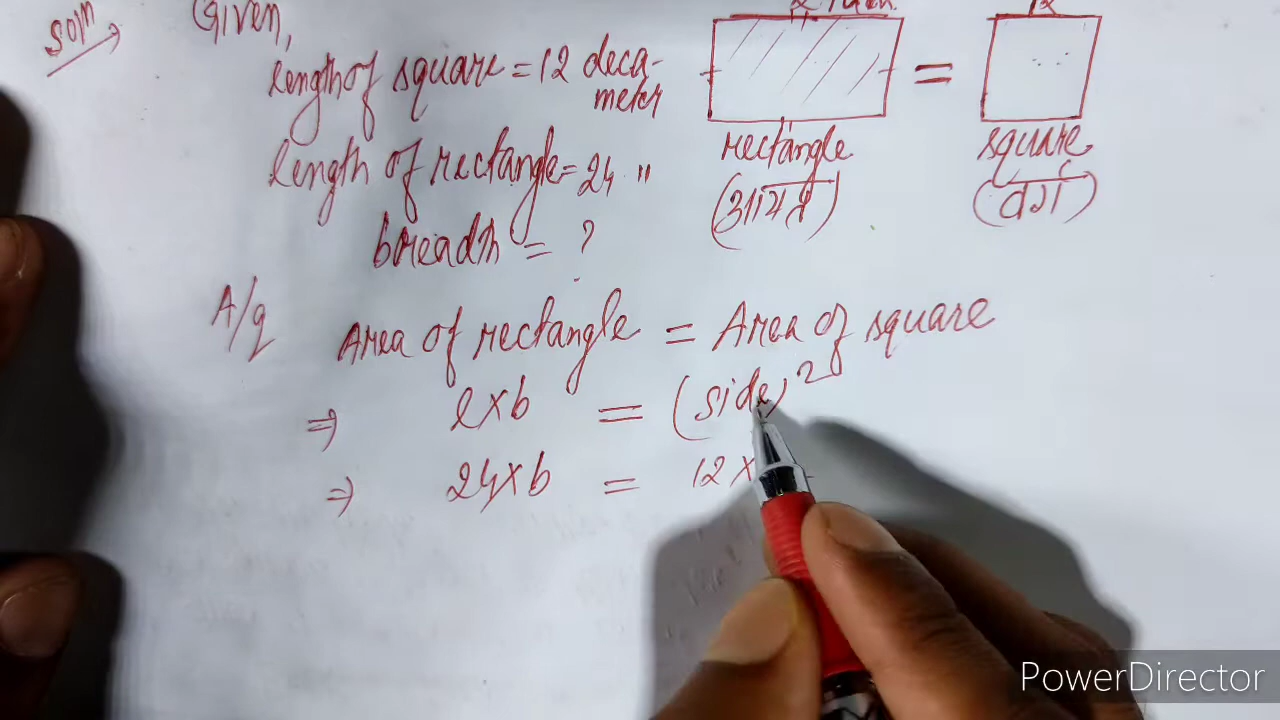 Soln Given,
length of square = 12 deca-
meter
length of rectangle = 24 "
breadth = ?
12
=
rectangle
(आयत)
square
(वर्ग)
A/q Area of rectangle = Area of square
⇒ l×b = (side)²
⇒ 24×b = 12×
PowerDirector